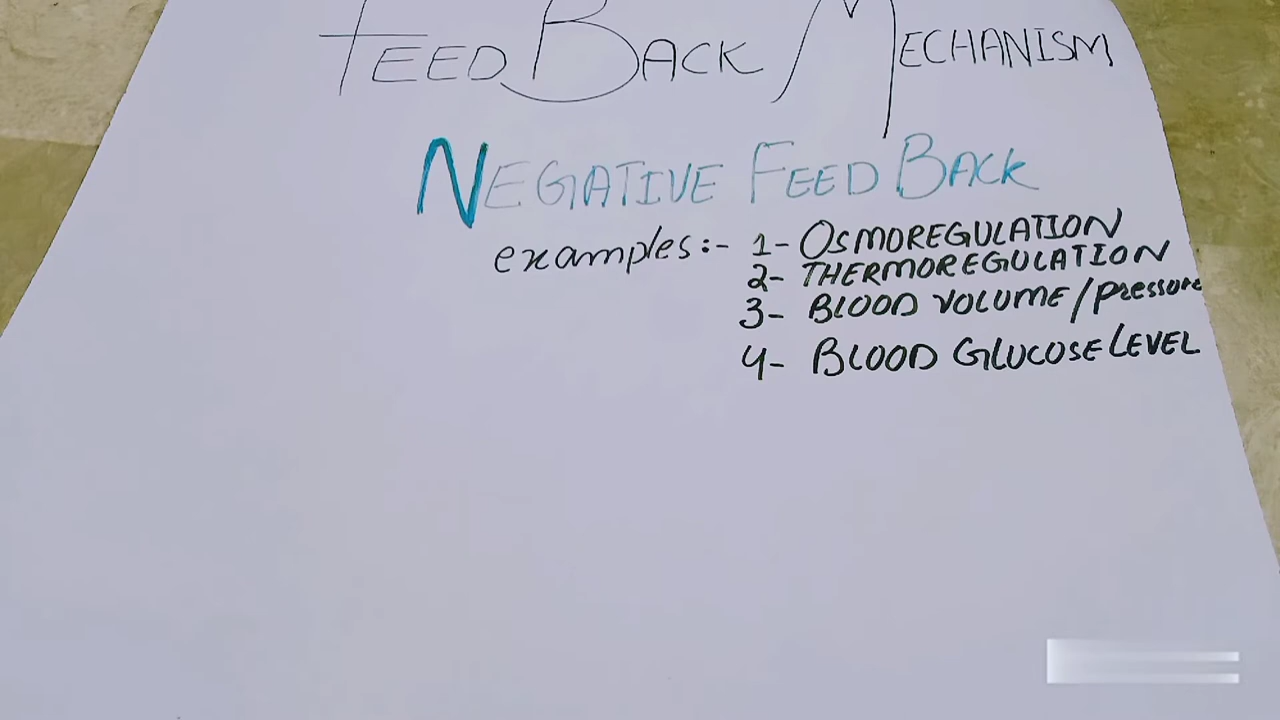 FEED BACK MECHANISM
NEGATIVE FEED BACK
examples:- 1- OSMOREGULATION
2- THERMOREGULATION
3- BLOOD VOLUME/pressure
4- BLOOD GLUCOSE LEVEL